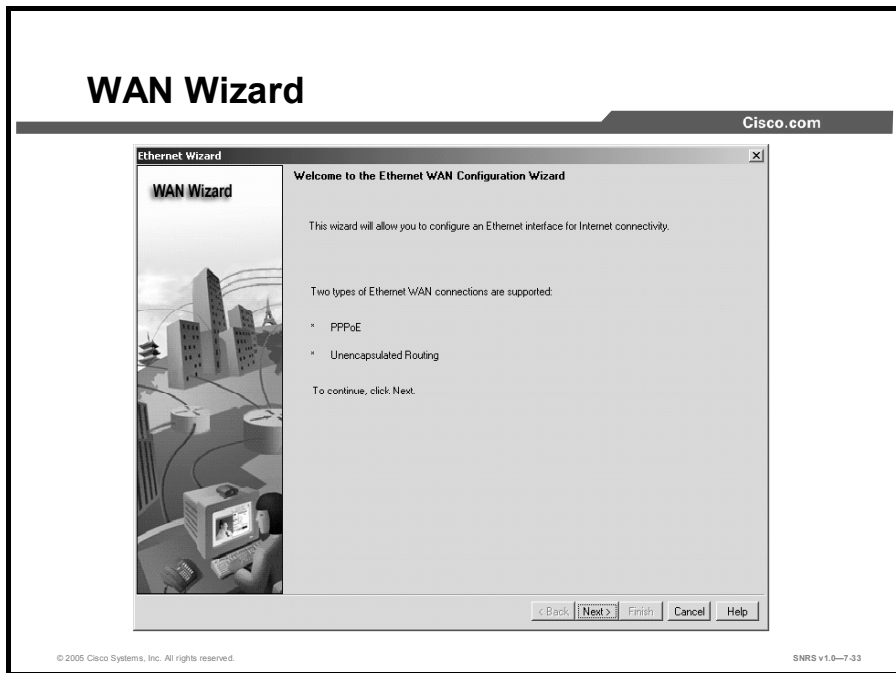 WAN Wizard
Cisco.com
Ethernet Wizard
WAN Wizard
Welcome to the Ethernet WAN Configuration Wizard
This wizard will allow you to configure an Ethernet interface for Internet connectivity.
Two types of Ethernet WAN connections are supported:
* PPPoE
* Unencapsulated Routing
To continue, click Next.
< Back Next > Finish Cancel Help
© 2005 Cisco Systems, Inc. All rights reserved. SNRS v1.0—7-33